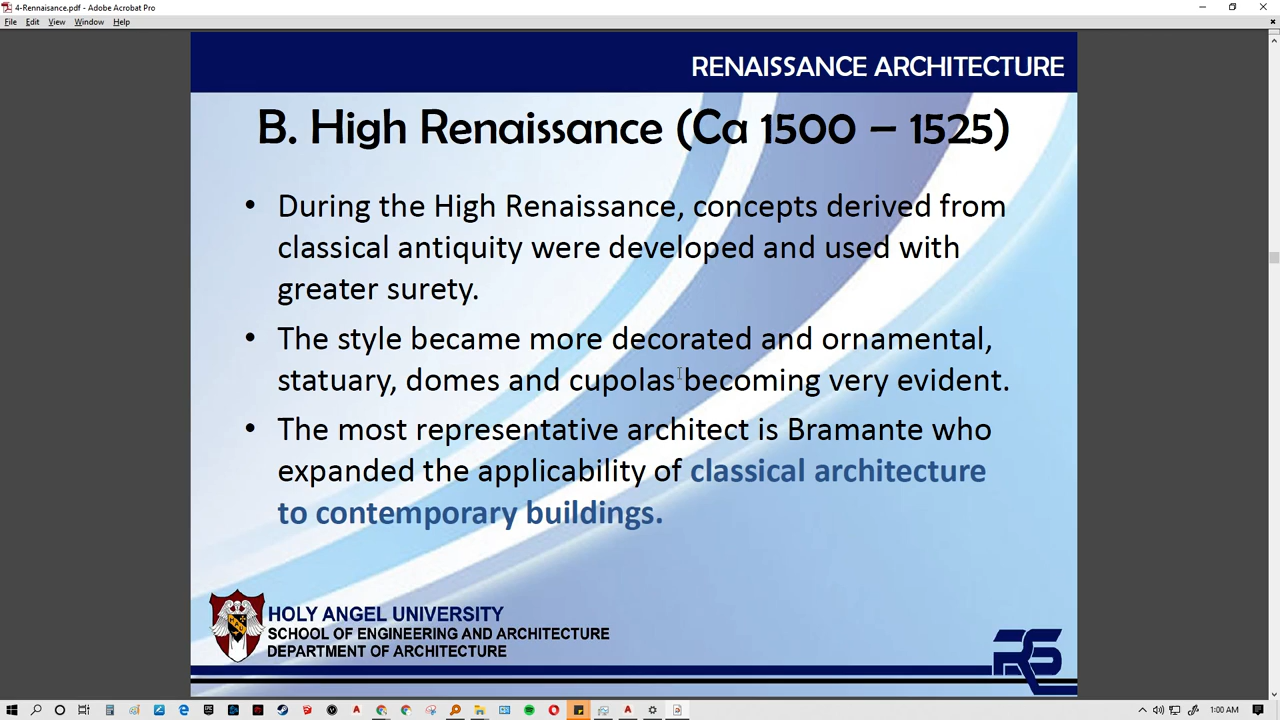 4-Rennaisance.pdf - Adobe Acrobat Pro
File Edit View Window Help
RENAISSANCE ARCHITECTURE
B. High Renaissance (Ca 1500 – 1525)
• During the High Renaissance, concepts derived from
classical antiquity were developed and used with
greater surety.
• The style became more decorated and ornamental,
statuary, domes and cupolas becoming very evident.
• The most representative architect is Bramante who
expanded the applicability of classical architecture
to contemporary buildings.
HOLY ANGEL UNIVERSITY
SCHOOL OF ENGINEERING AND ARCHITECTURE
DEPARTMENT OF ARCHITECTURE
RS
1:00 AM